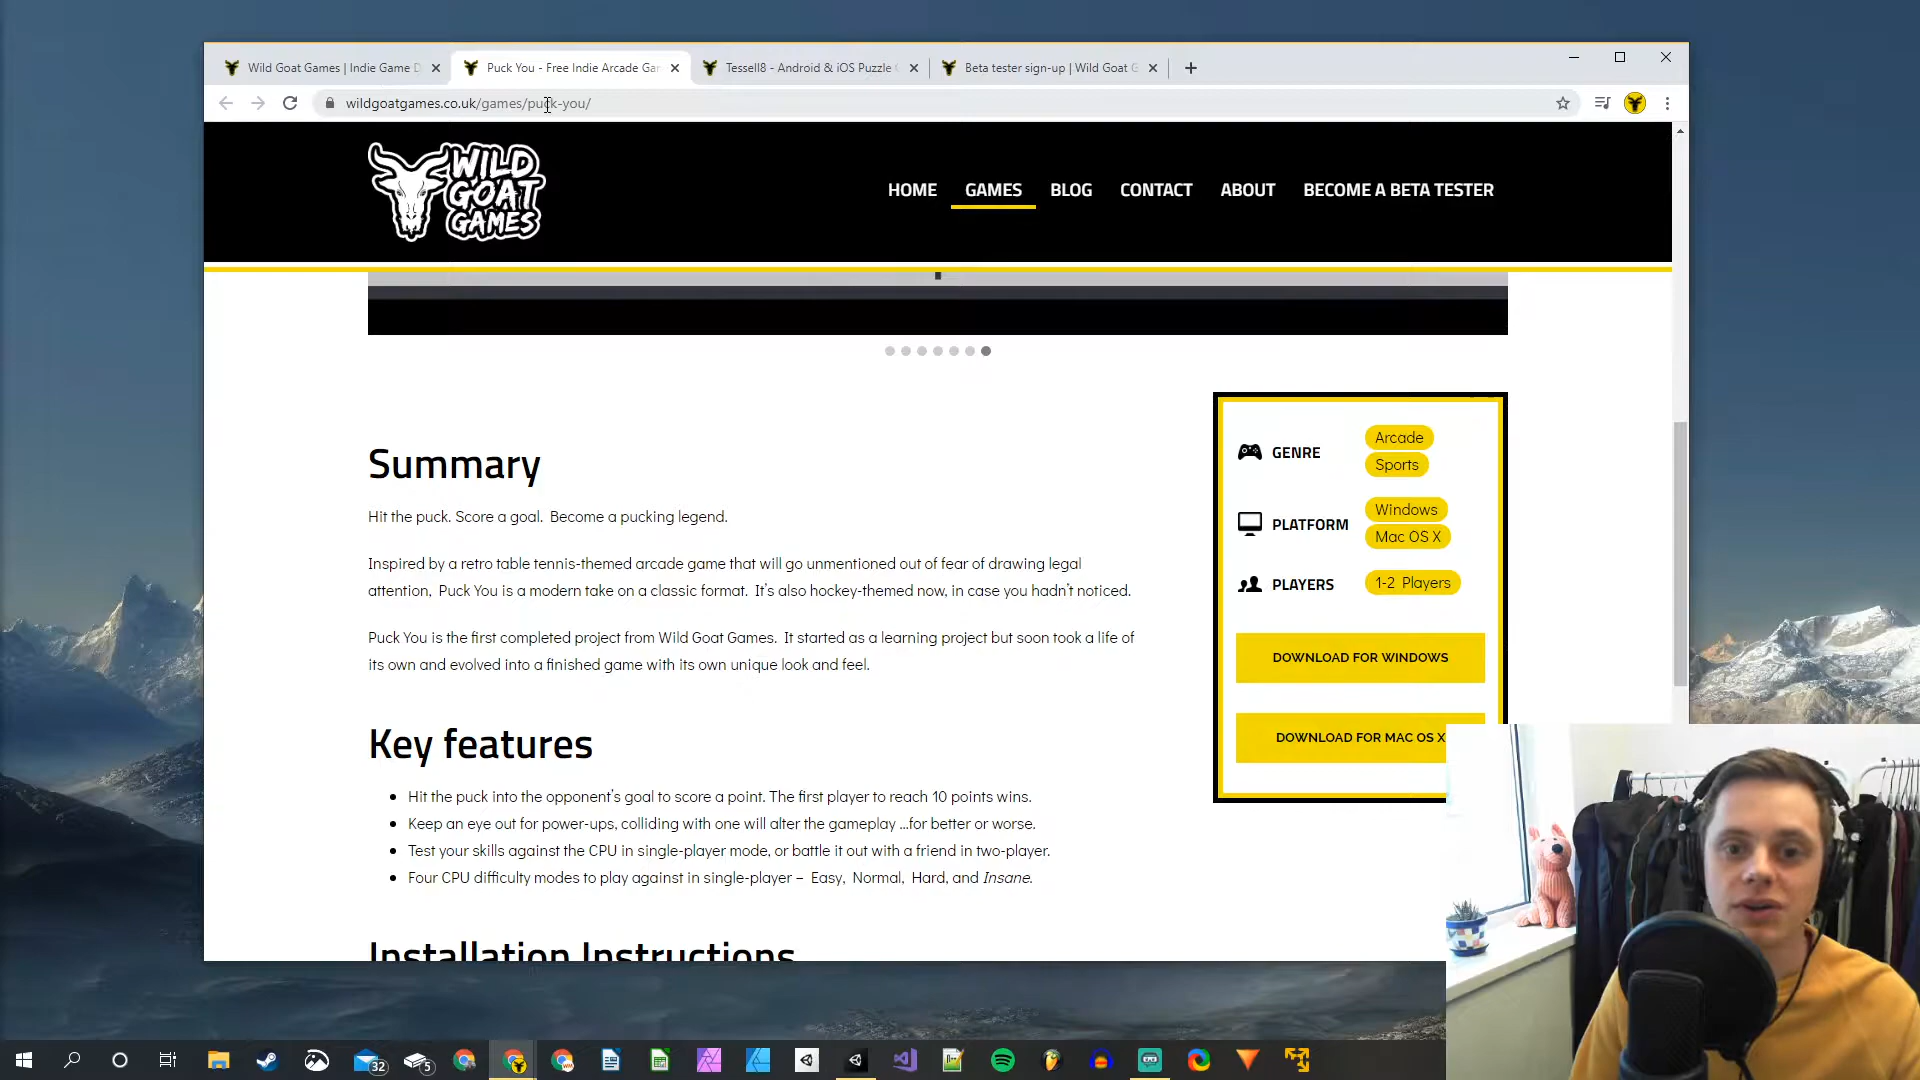 Wild Goat Games | Indie Game D
Puck You - Free Indie Arcade Gar
Tessell8 - Android & iOS Puzzle
Beta tester sign-up | Wild Goat G
wildgoatgames.co.uk/games/puck-you/
WILD
GOAT
GAMES
HOME GAMES BLOG CONTACT ABOUT BECOME A BETA TESTER
Summary
Hit the puck. Score a goal. Become a pucking legend.
Inspired by a retro table tennis-themed arcade game that will go unmentioned out of fear of drawing legal
attention, Puck You is a modern take on a classic format. It's also hockey-themed now, in case you hadn't noticed.
Puck You is the first completed project from Wild Goat Games. It started as a learning project but soon took a life of
its own and evolved into a finished game with its own unique look and feel.
Key features
Hit the puck into the opponent's goal to score a point. The first player to reach 10 points wins.
Keep an eye out for power-ups, colliding with one will alter the gameplay ...for better or worse.
Test your skills against the CPU in single-player mode, or battle it out with a friend in two-player.
Four CPU difficulty modes to play against in single-player – Easy, Normal, Hard, and Insane.
Installation Instructions
GENRE
Arcade
Sports
PLATFORM
Windows
Mac OS X
PLAYERS
1-2 Players
DOWNLOAD FOR WINDOWS
DOWNLOAD FOR MAC OS X
32
5